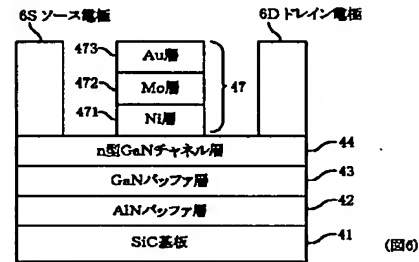 6S ソース電極
6D ドレイン電極
473
Au層
472
Mo層
47
471
Ni層
n型GaNチャネル層
44
GaNバッファ層
43
AlNバッファ層
42
SiC基板
41
(図6)